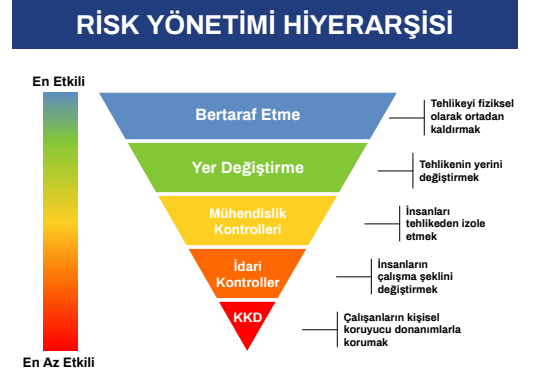 RİSK YÖNETİMİ HİYERARŞİSİ
En Etkili
Bertaraf Etme
Tehlikeyi fiziksel
olarak ortadan
kaldırmak
Yer Değiştirme
Tehlikenin yerini
değiştirmek
Mühendislik
Kontrolleri
İnsanları
tehlikeden izole
etmek
İdari
Kontroller
İnsanların
çalışma şeklini
değiştirmek
KKD
Çalışanların kişisel
koruyucu donanımlarla
korumak
En Az Etkili